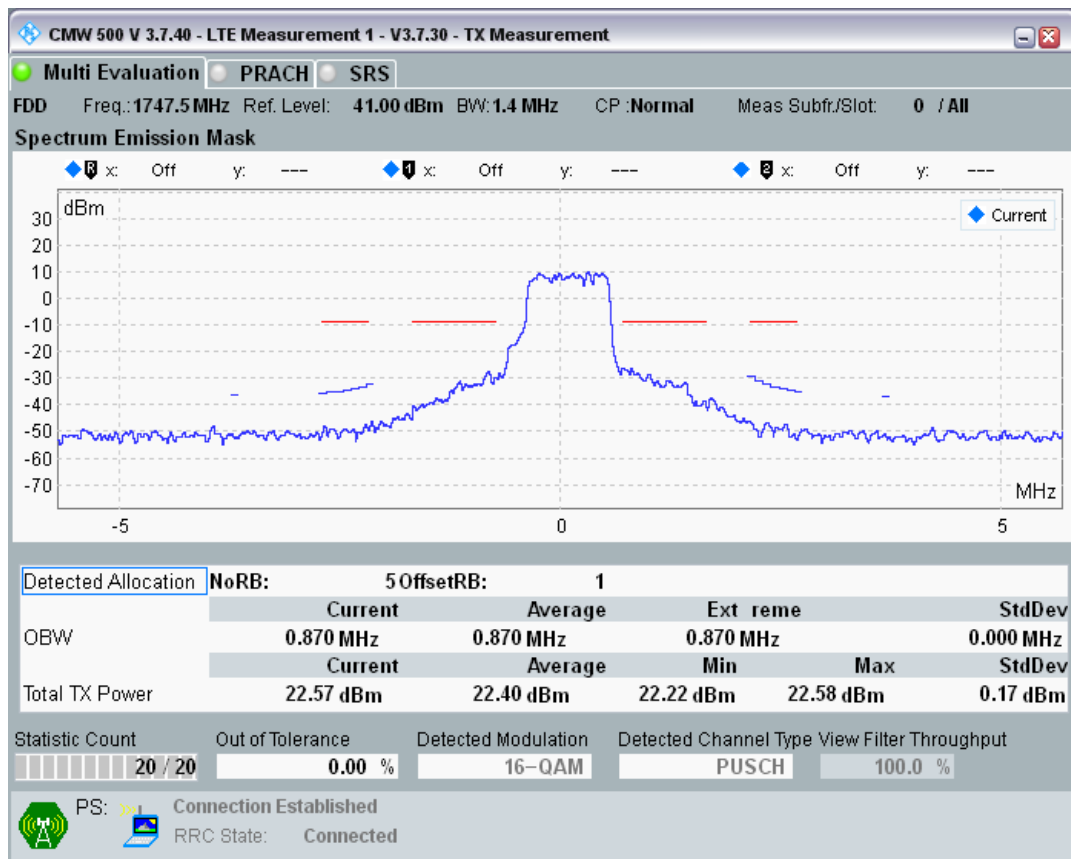 CMW 500 V 3.7.40 - LTE Measurement 1 - V3.7.30 - TX Measurement
Multi Evaluation PRACH SRS
FDD Freq.:1747.5 MHz Ref. Level: 41.00 dBm BW:1.4 MHz CP :Normal Meas Subfr./Slot: 0 / All
Spectrum Emission Mask
R x: Off y: --- 1 x: Off y: --- 2 x: Off y: ---
dBm
Current
30
20
10
0
-10
-20
-30
-40
-50
-60
-70
MHz
-5 0 5
Detected Allocation NoRB: 5 OffsetRB: 1
Current Average Ext reme StdDev
OBW 0.870 MHz 0.870 MHz 0.870 MHz 0.000 MHz
Current Average Min Max StdDev
Total TX Power 22.57 dBm 22.40 dBm 22.22 dBm 22.58 dBm 0.17 dBm
Statistic Count Out of Tolerance Detected Modulation Detected Channel Type View Filter Throughput
20 / 20 0.00 % 16-QAM PUSCH 100.0 %
PS: Connection Established
RRC State: Connected